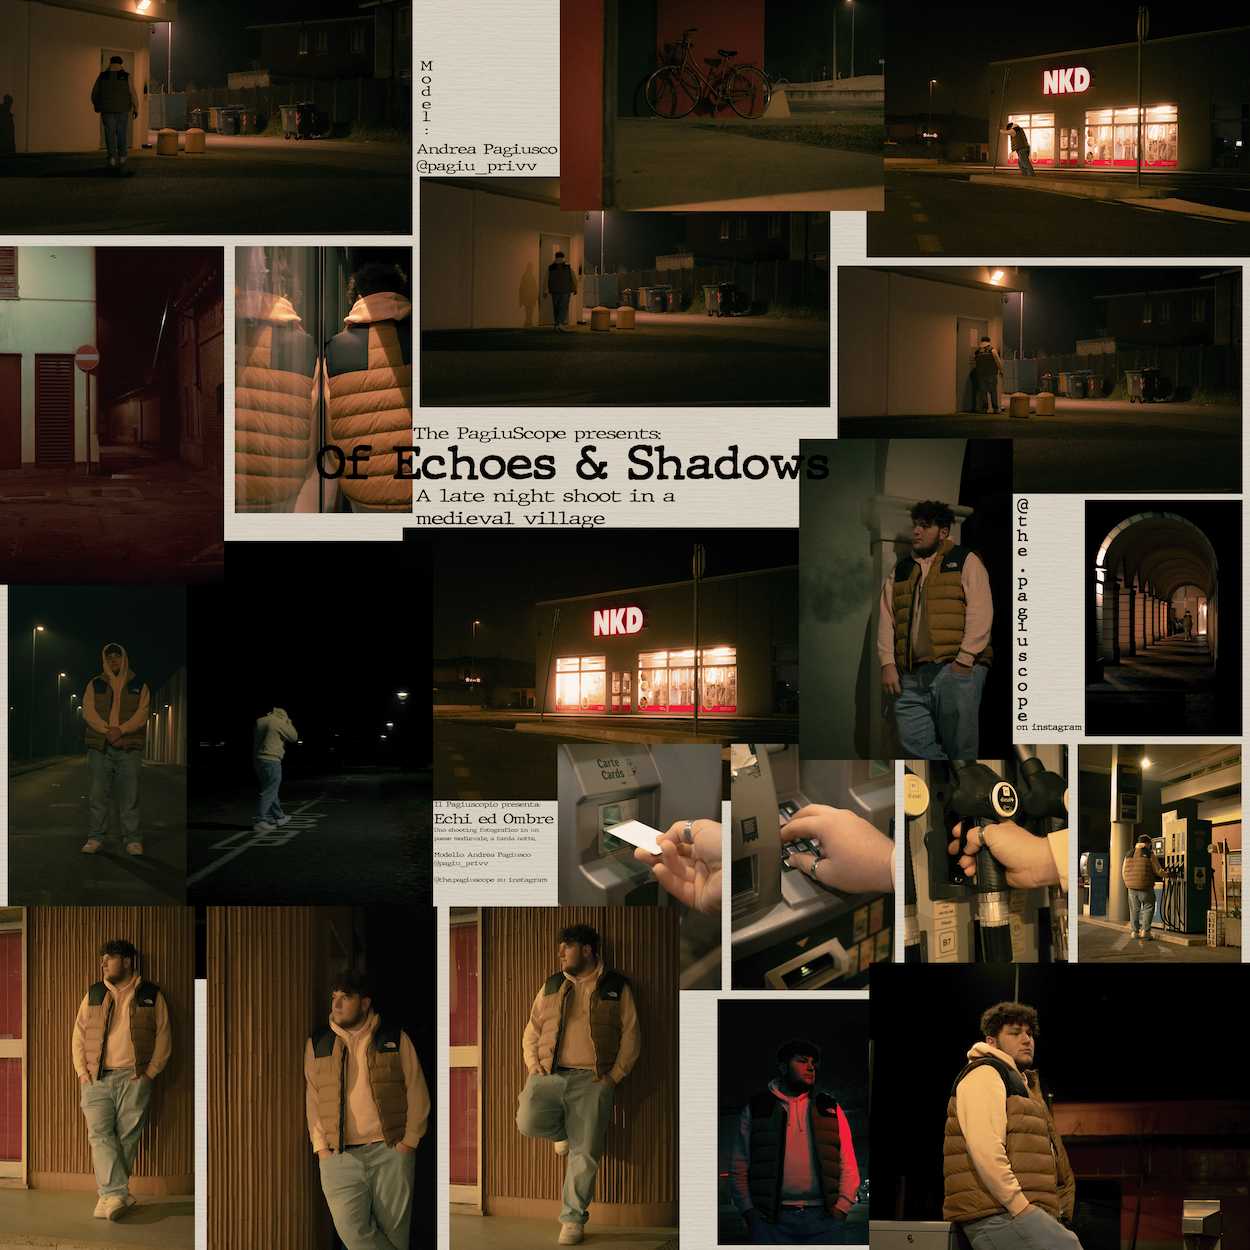 Model:
Andrea Pagiusco
@pagiu_privv
NKD
The PagiuScope presents:
Of Echoes & Shadows
A late night shoot in a
medieval village
@the.pagiuscope
on instagram
NKD
Carte
Cards
Il Pagiuscopio presenta:
Echi ed Ombre
Uno shooting fotografico in un
paese medievale, a tarda notte,
Modello Andrea Pagiusco
@pagiu_privv
@the.pagiuscope su instagram
B7